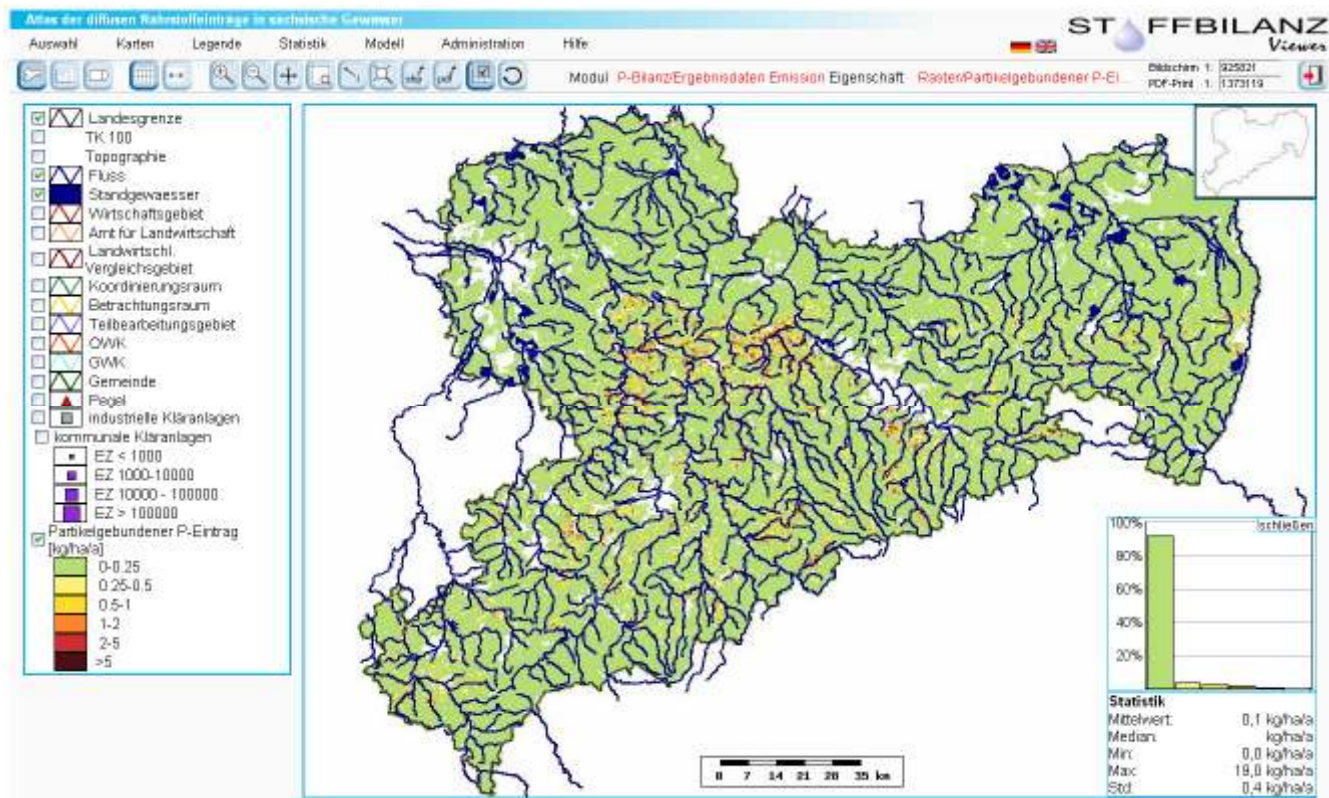 Atlas der diffusen Nährstoffeinträge in sächsische Gewässer
STOFFBILANZ
Viewer
Auswahl Karten Legende Statistik Modell Administration Hilfe
Modul P-Bilanz/Ergebnisdaten Emission Eigenschaft Raster/Partikelgebundener P-Ei...
Bildschirm 1: 925821
PDF-Print 1: 1373119
Landesgrenze
TK 100
Topographie
Fluss
Standgewaesser
Wirtschaftsgebiet
Amt für Landwirtschaft
Landwirtschl.
Vergleichsgebiet
Koordinierungsraum
Betrachtungsraum
Teilbearbeitungsgebiet
OWK
GWK
Gemeinde
Pegel
industrielle Kläranlagen
kommunale Kläranlagen
EZ < 1000
EZ 1000-10000
EZ 10000 - 100000
EZ > 100000
Partikelgebundener P-Eintrag
[kg/ha/a]
0-0.25
0.25-0.5
0.5-1
1-2
2-5
>5
0 7 14 21 28 35 km
schließen
100%
80%
60%
40%
20%
Statistik
Mittelwert: 0,1 kg/ha/a
Median: kg/ha/a
Min: 0,0 kg/ha/a
Max: 19,0 kg/ha/a
Std: 0,4 kg/ha/a